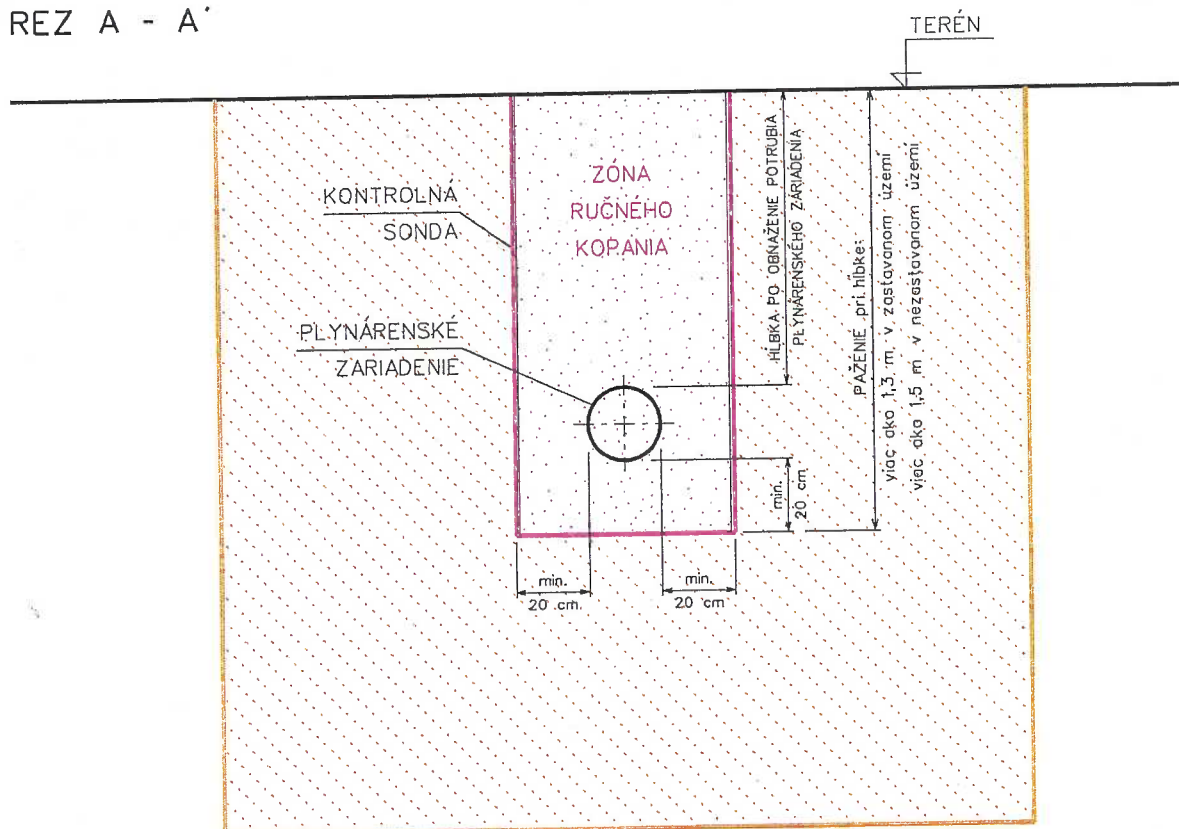 REZ A - A'
TERÉN
KONTROLNÁ
SONDA
ZÓNA
RUČNÉHO
KOPANIA
PLYNÁRENSKÉ
ZARIADENIE
HĹBKA PO OBNAŽENIE POTRUBIA
PLYNÁRENSKÉHO ZARIADENIA
PAŽENIE pri hĺbke:
viac ako 1,3 m v zastavanom území
viac ako 1,5 m v nezastavanom území
min.
20 cm
min.
20 cm
min.
20 cm